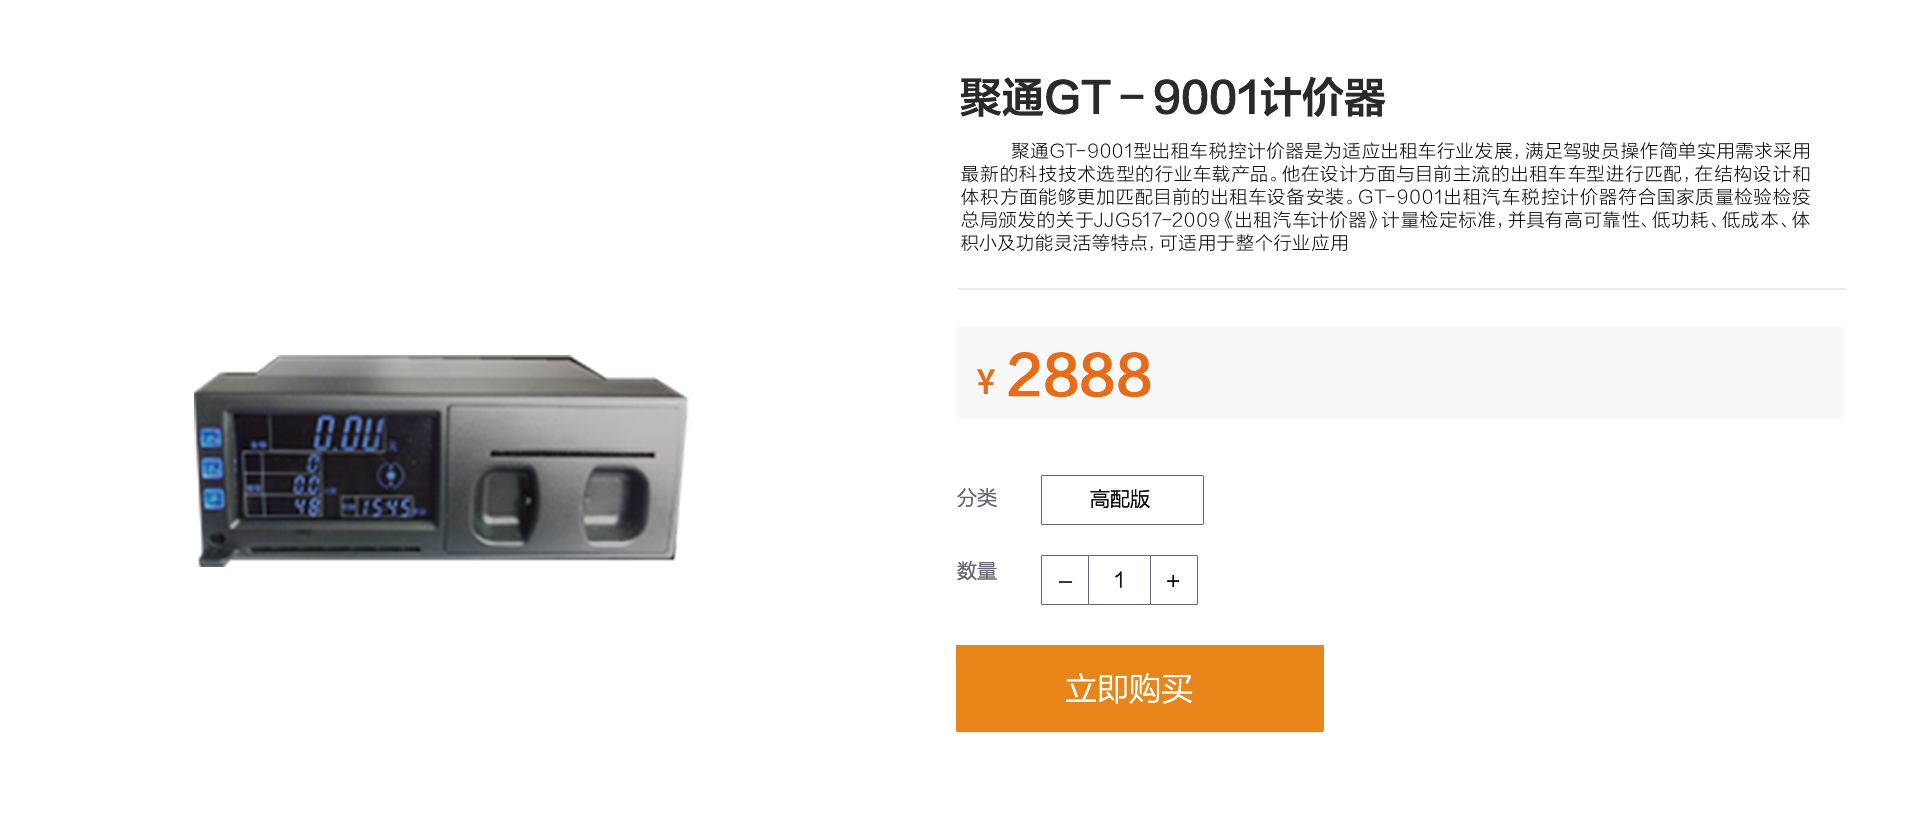 聚通GT-9001计价器
聚通GT-9001型出租车税控计价器是为适应出租车行业发展,满足驾驶员操作简单实用需求采用
最新的科技技术选型的行业车载产品。他在设计方面与目前主流的出租车车型进行匹配,在结构设计和
体积方面能够更加匹配目前的出租车设备安装。GT-9001出租汽车税控计价器符合国家质量检验检疫
总局颁发的关于JJG517-2009《出租汽车计价器》计量检定标准,并具有高可靠性、低功耗、低成本、体
积小及功能灵活等特点,可适用于整个行业应用
¥ 2888
分类 高配版
数量 – 1 +
立即购买
0.00
0
0.0
48 15:45